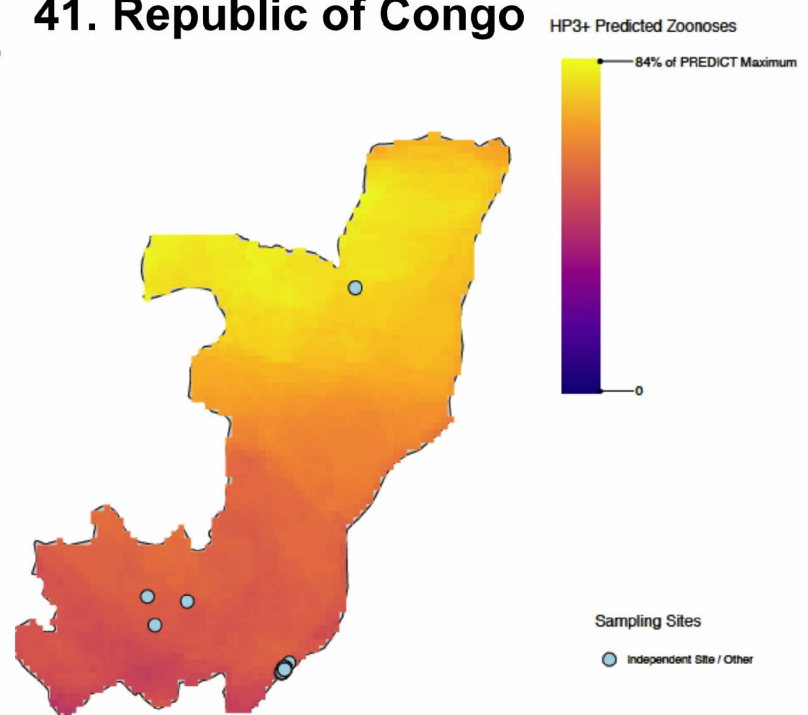 41. Republic of Congo
HP3+ Predicted Zoonoses
84% of PREDICT Maximum
0
Sampling Sites
Independent Site / Other